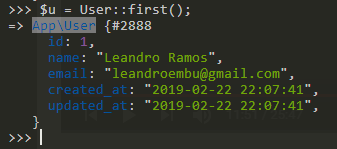 >>> $u = User::first();
=> App\User {#2888
id: 1,
name: "Leandro Ramos",
email: "leandroembu@gmail.com",
created_at: "2019-02-22 22:07:41",
updated_at: "2019-02-22 22:07:41",
}
>>>